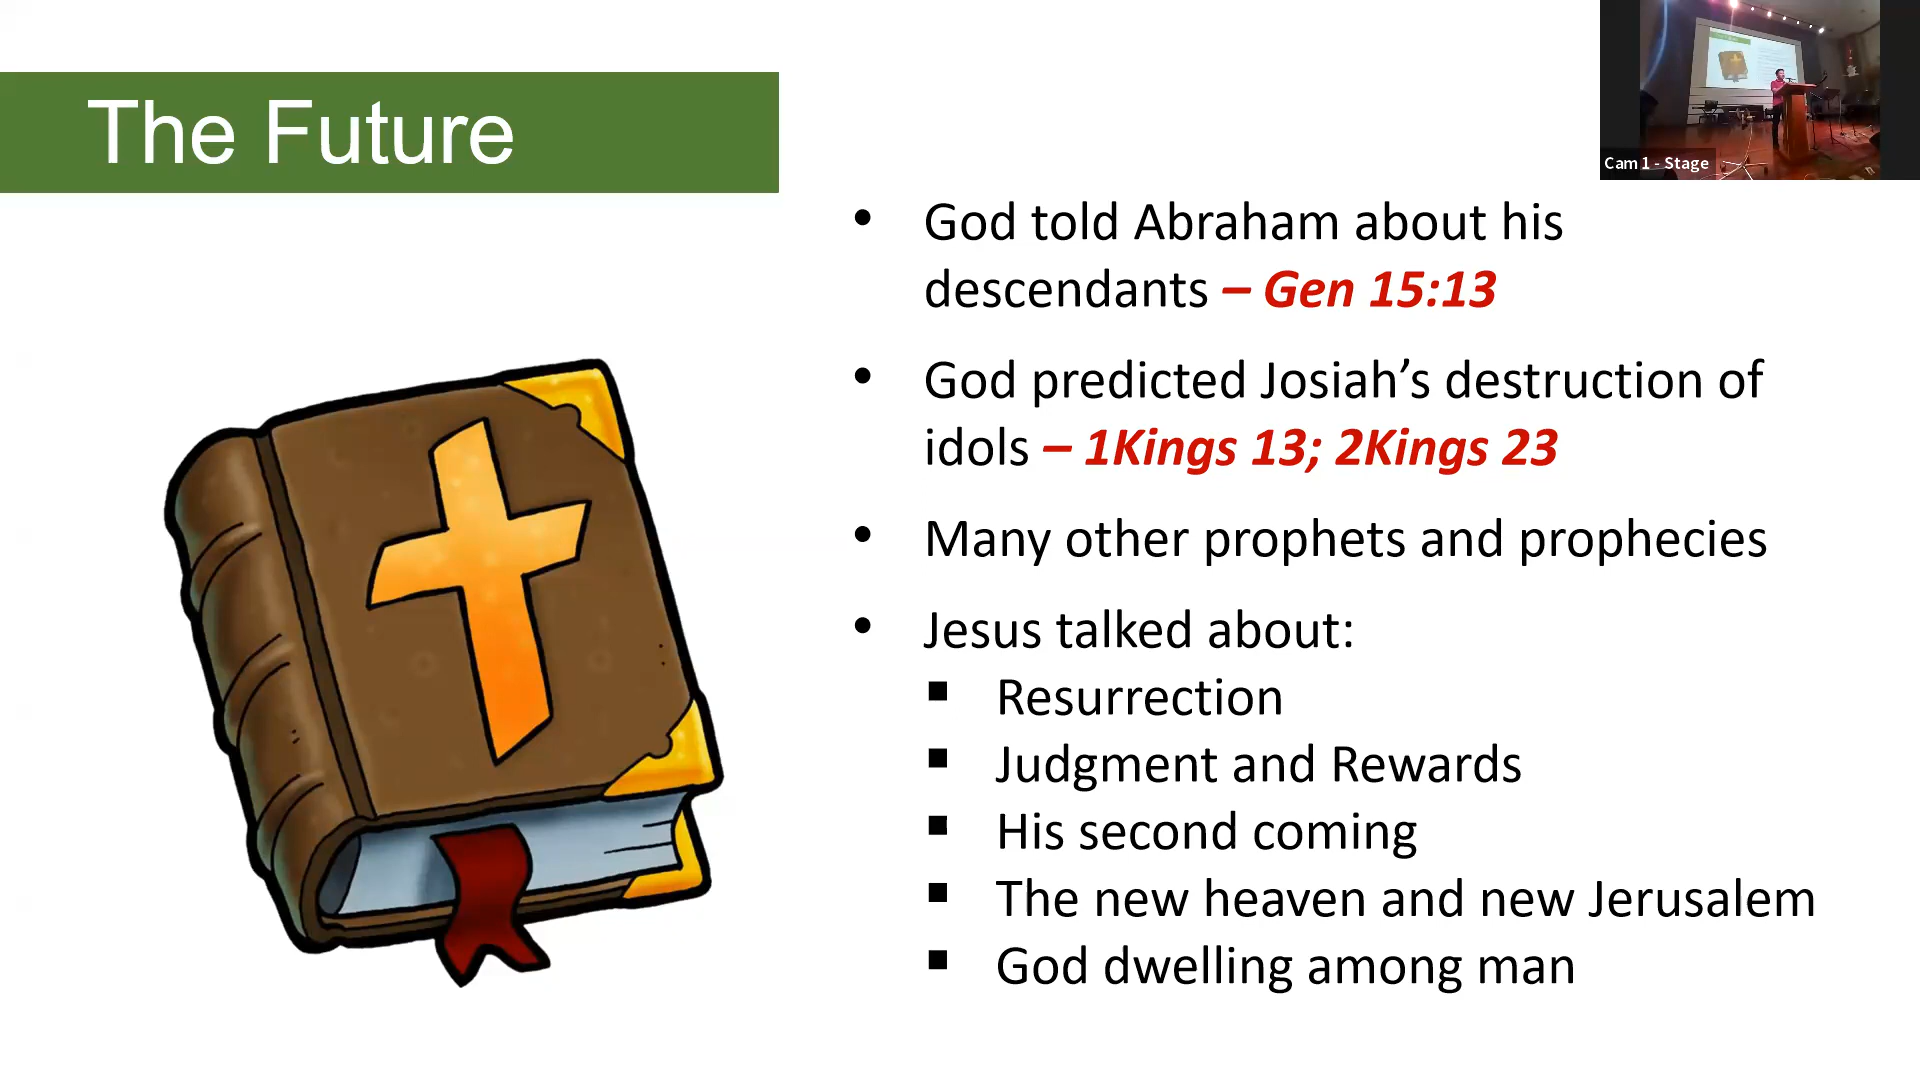 The Future
Cam 1 - Stage
• God told Abraham about his
descendants – Gen 15:13
• God predicted Josiah’s destruction of
idols – 1Kings 13; 2Kings 23
• Many other prophets and prophecies
• Jesus talked about:
▪ Resurrection
▪ Judgment and Rewards
▪ His second coming
▪ The new heaven and new Jerusalem
▪ God dwelling among man